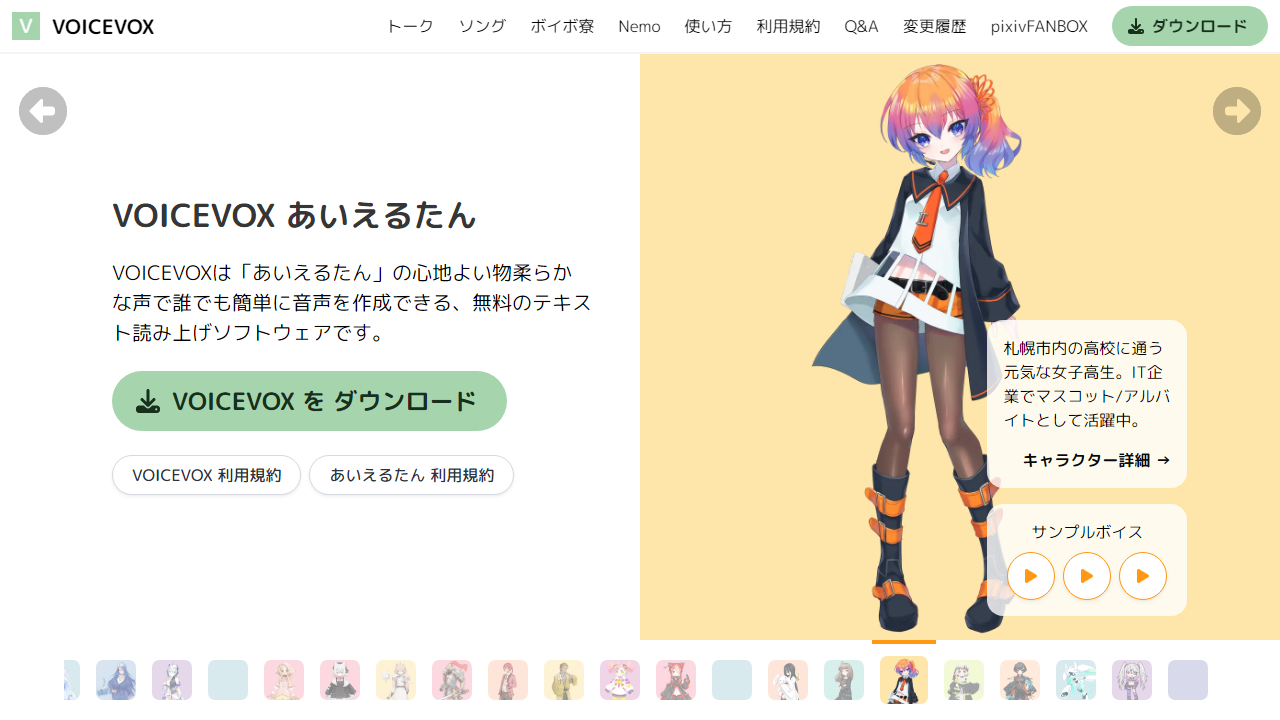 V VOICEVOX トーク ソング ボイボ寮 Nemo 使い方 利用規約 Q&A 変更履歴 pixivFANBOX ダウンロード
VOICEVOX あいえるたん
VOICEVOXは「あいえるたん」の心地よい物柔らか
な声で誰でも簡単に音声を作成できる、無料のテキス
ト読み上げソフトウェアです。
VOICEVOX を ダウンロード
VOICEVOX 利用規約 あいえるたん 利用規約
札幌市内の高校に通う
元気な女子高生。IT企
業でマスコット/アルバ
イトとして活躍中。
キャラクター詳細 →
サンプルボイス